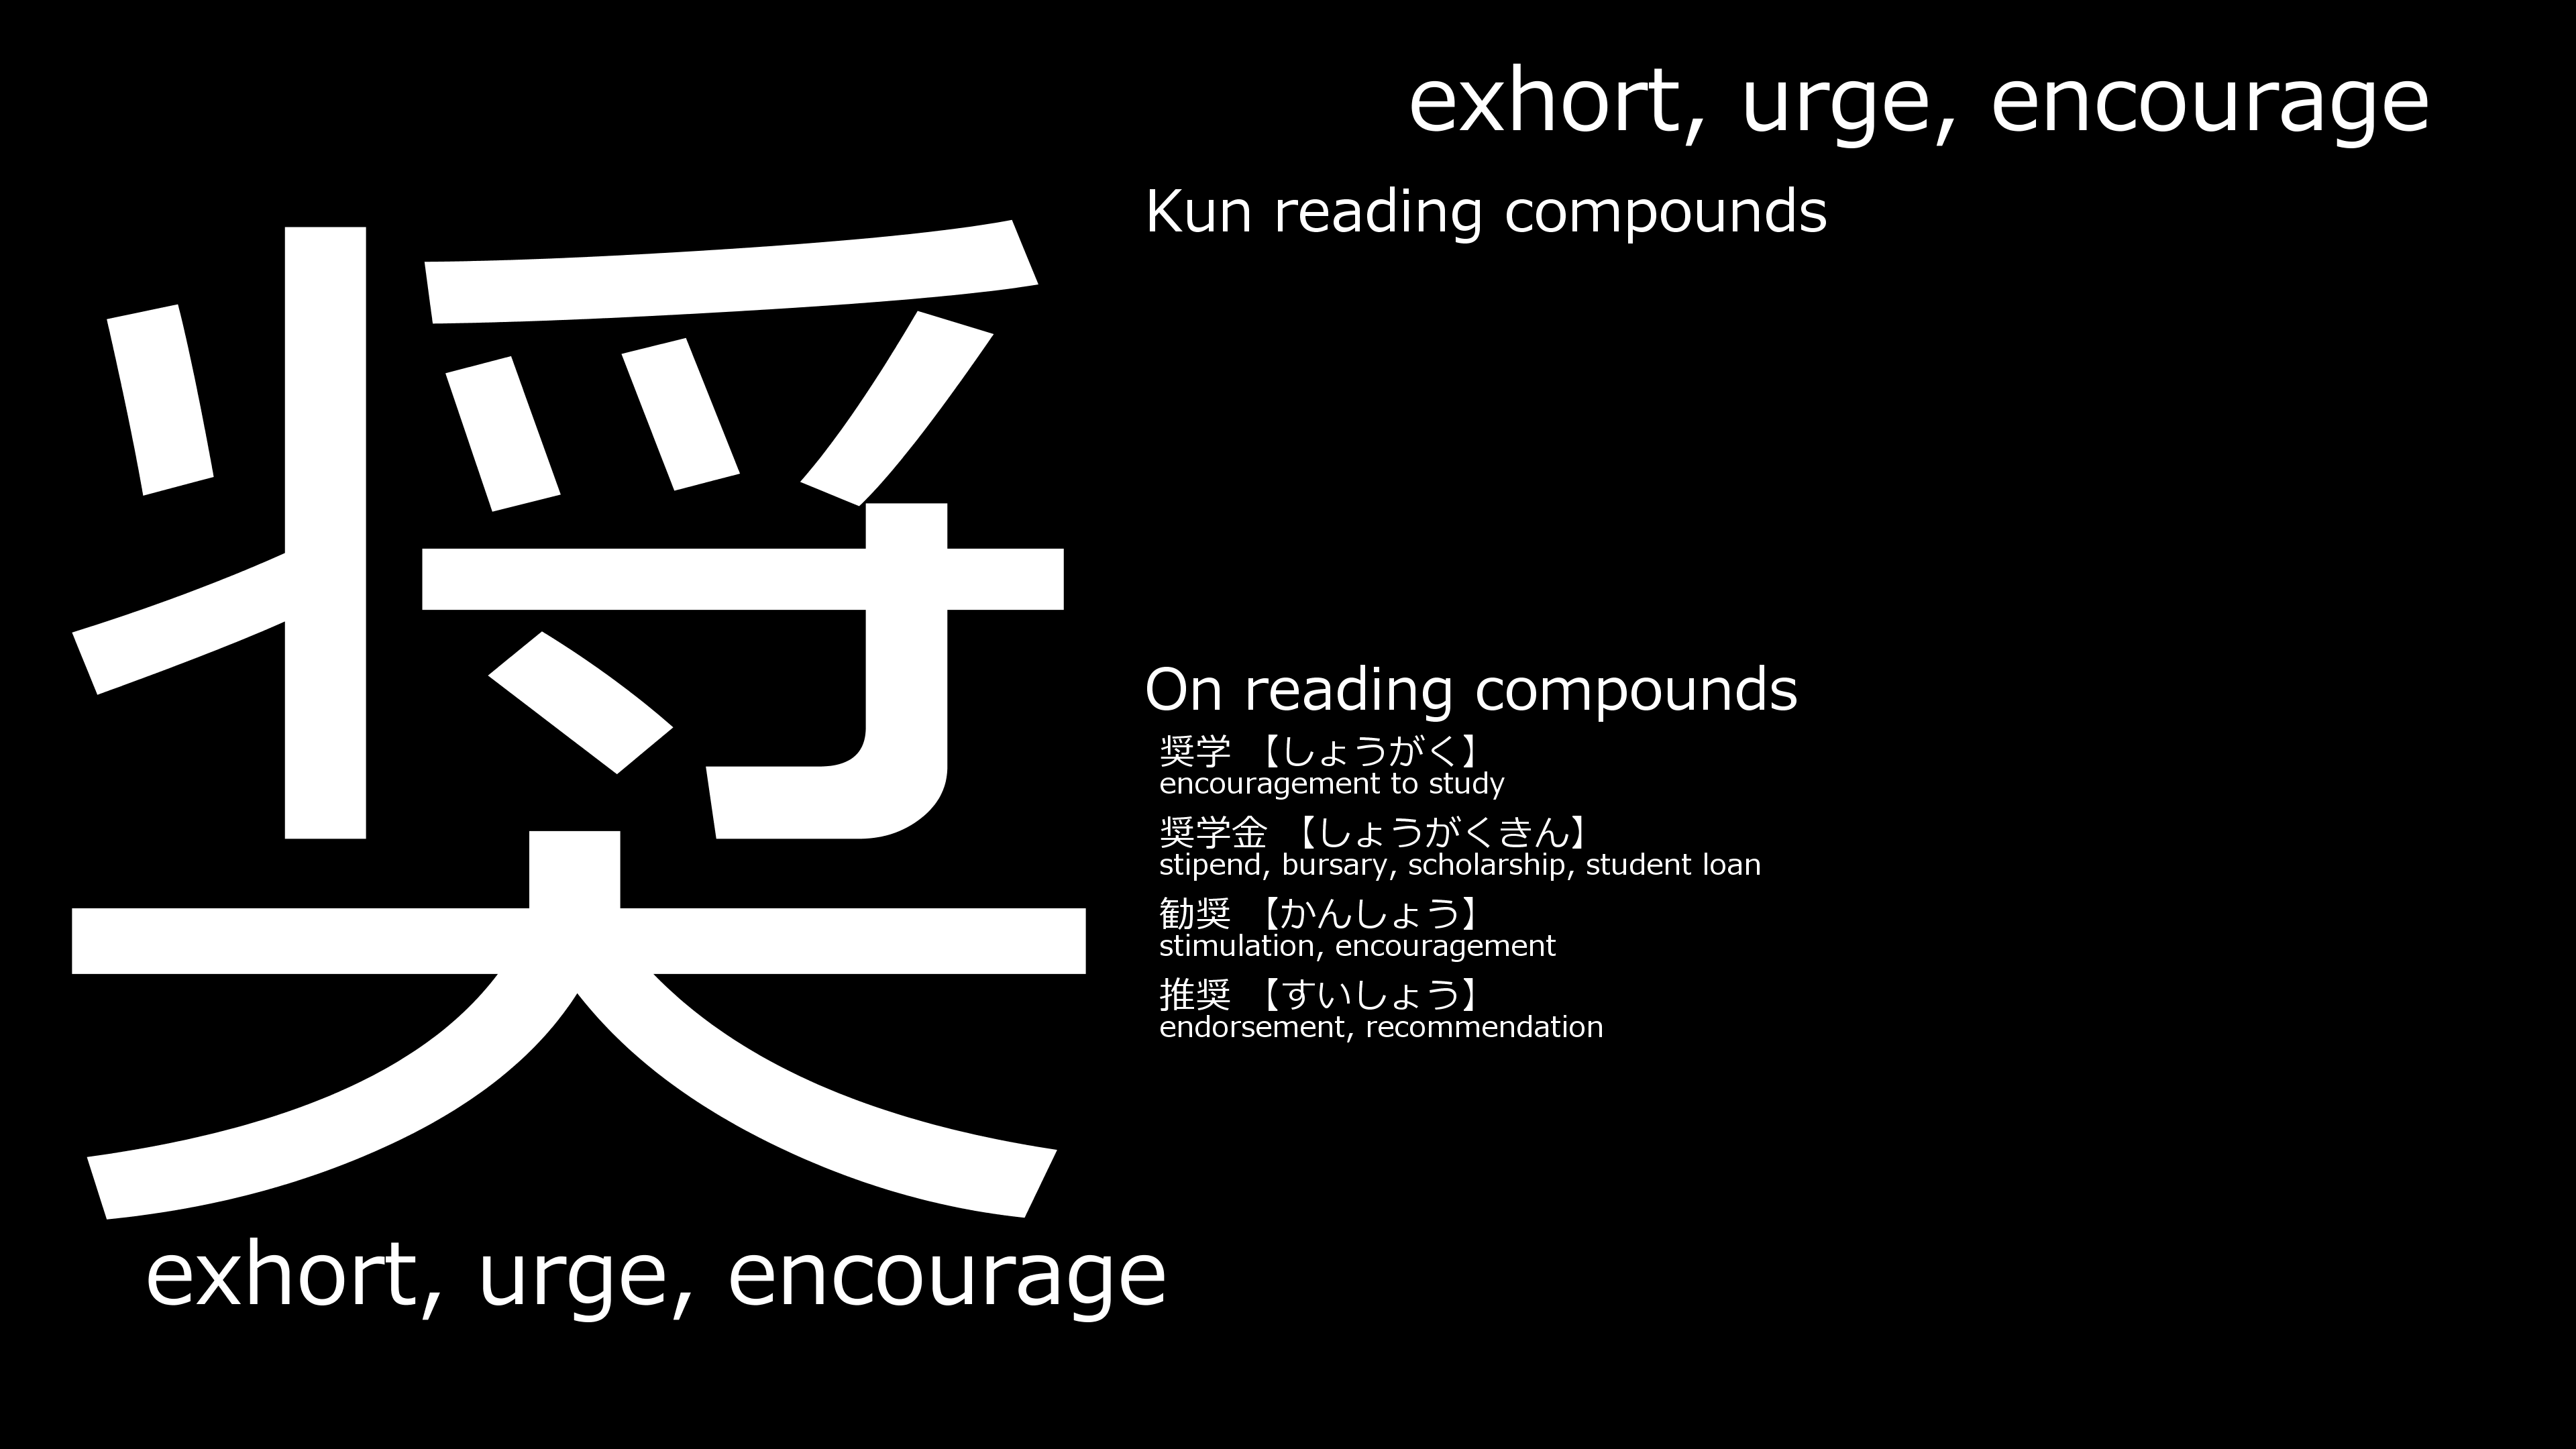 奨
exhort, urge, encourage
exhort, urge, encourage
Kun reading compounds
On reading compounds
奨学 【しょうがく】
encouragement to study
奨学金 【しょうがくきん】
stipend, bursary, scholarship, student loan
勧奨 【かんしょう】
stimulation, encouragement
推奨 【すいしょう】
endorsement, recommendation